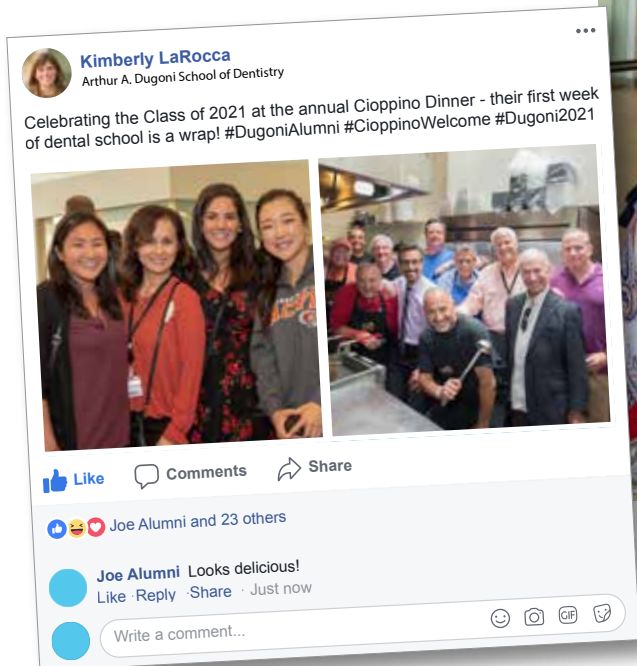 Kimberly LaRocca
Arthur A. Dugoni School of Dentistry
Celebrating the Class of 2021 at the annual Cioppino Dinner - their first week
of dental school is a wrap! #DugoniAlumni #CioppinoWelcome #Dugoni2021
Like Comments Share
Joe Alumni and 23 others
Joe Alumni Looks delicious!
Like · Reply · Share · Just now
Write a comment...
GIF